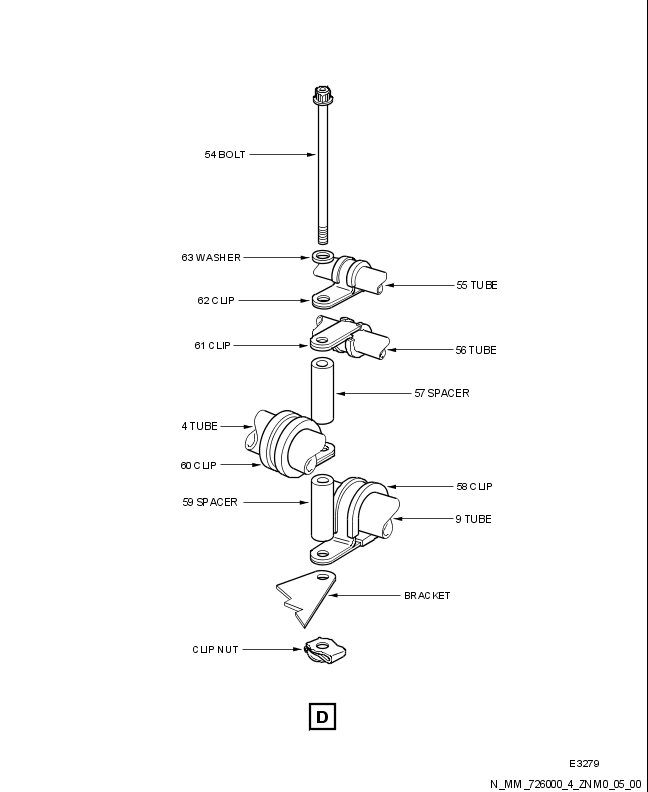 54 BOLT
63 WASHER
55 TUBE
62 CLIP
61 CLIP
56 TUBE
57 SPACER
4 TUBE
60 CLIP
58 CLIP
59 SPACER
9 TUBE
BRACKET
CLIP NUT
D
E3279
N_MM_726000_4_ZNM0_05_00